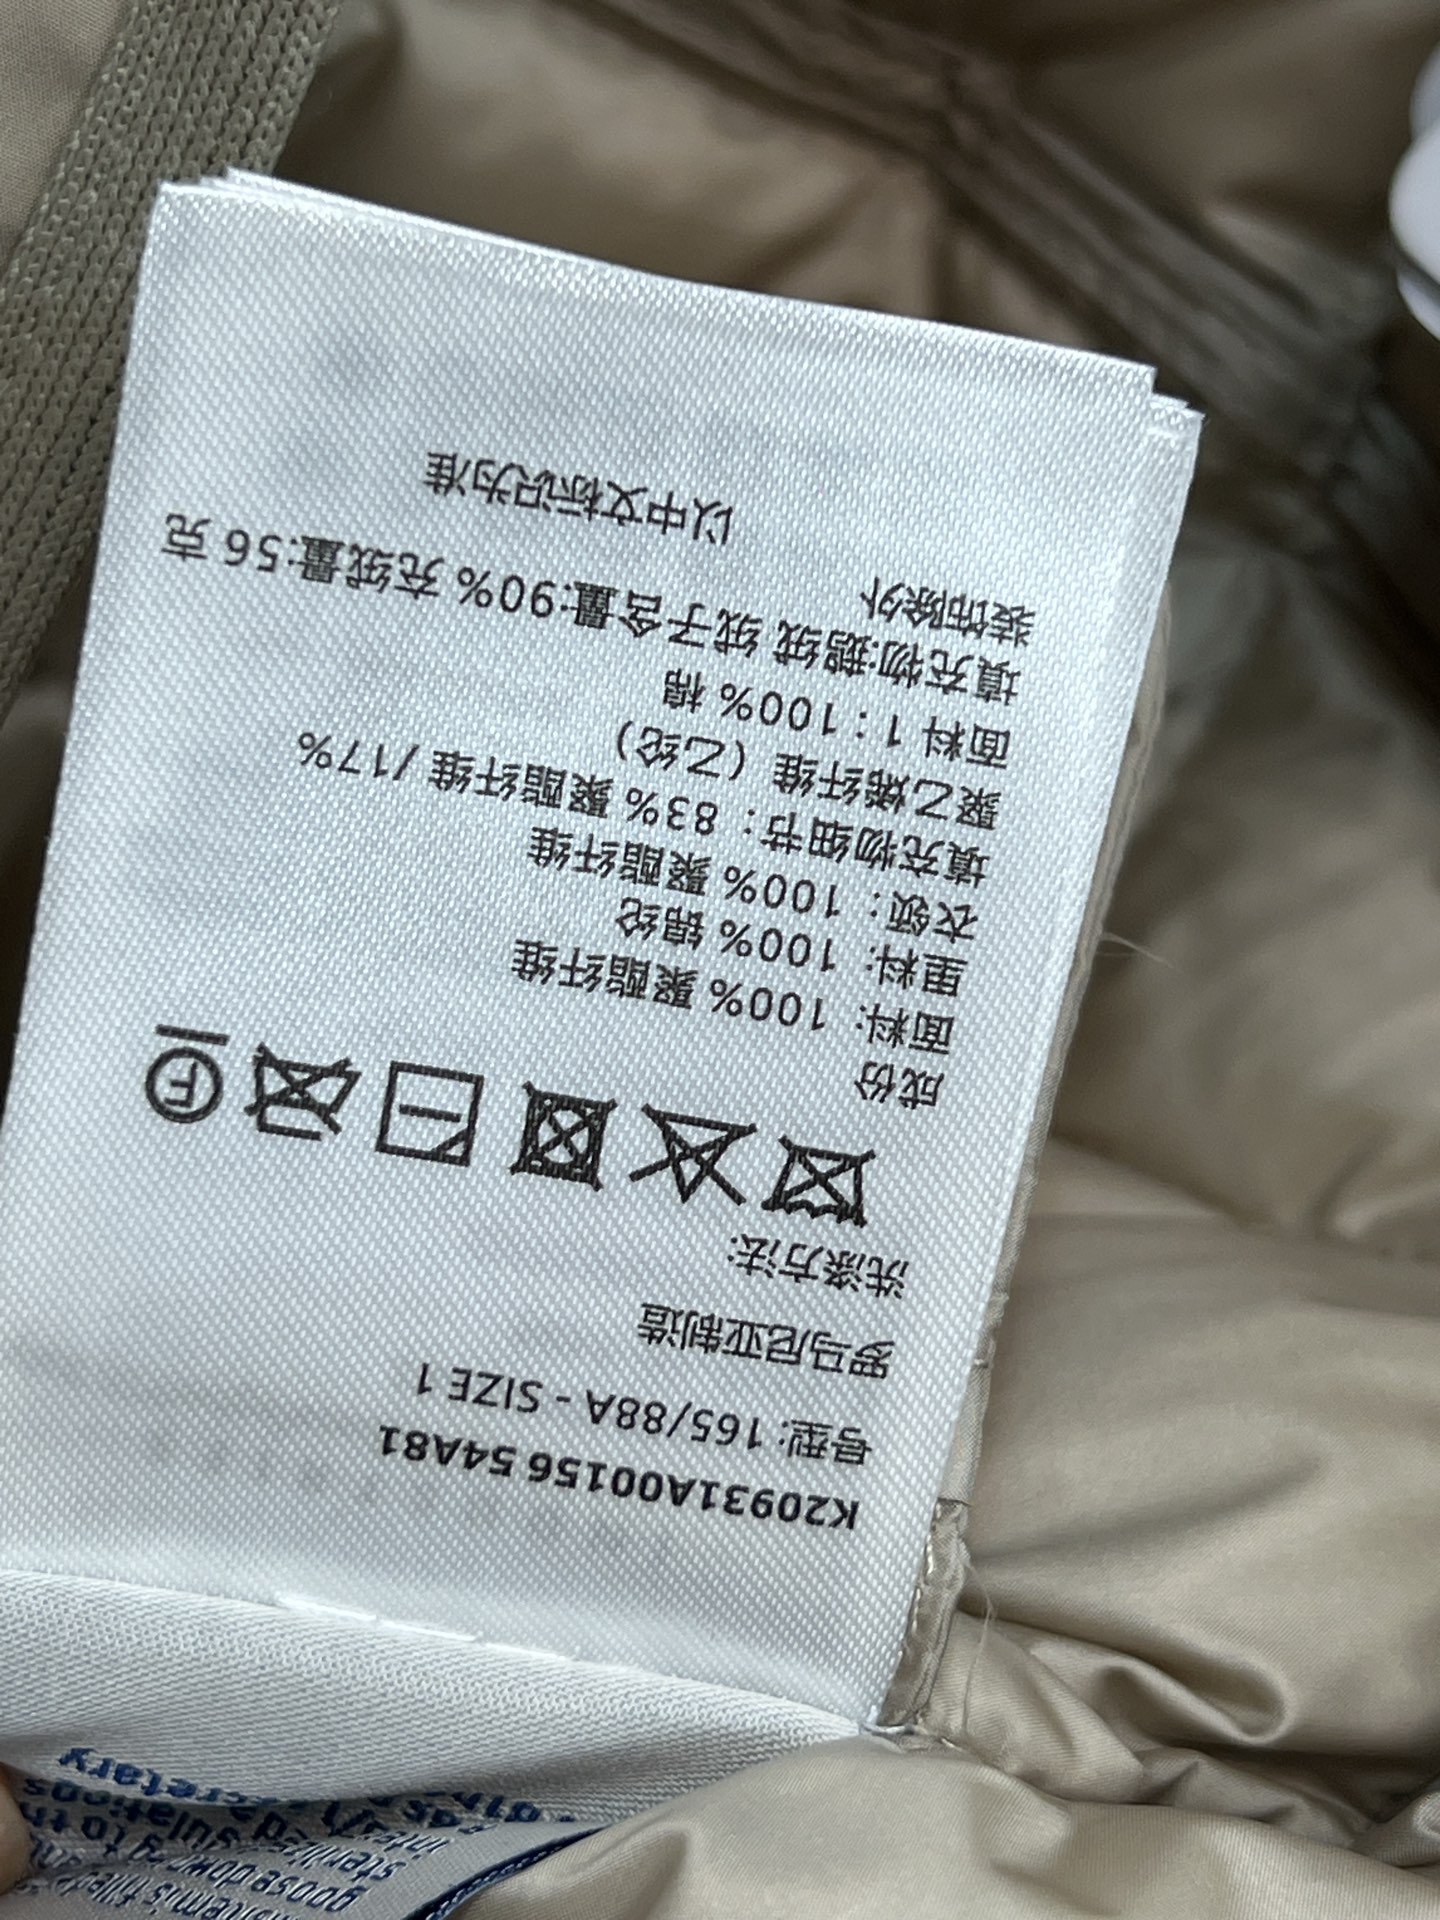 K20931A00156 54A81
号型: 165/88A - SIZE 1
罗马尼亚制造
洗涤方法:
F
成份
面料: 100% 聚酯纤维
里料: 100% 锦纶
衣领: 100% 聚酯纤维
填充物细节: 83% 聚酯纤维 /17%
聚乙烯纤维（乙纶）
面料 1：100% 棉
填充物:鹅绒 绒子含量:90% 充绒量:56 克
装饰除外
以中文标识为准
goose down